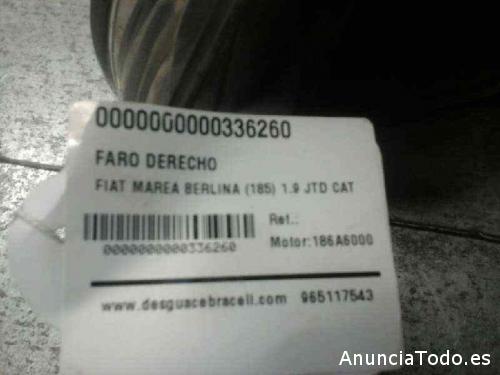 0000000000336260
FARO DERECHO
FIAT MAREA BERLINA (185) 1.9 JTD CAT
Ref.:
Motor:186A6000
0000000000336260
www.desguacebracell.com 965117543
AnunciaTodo.es